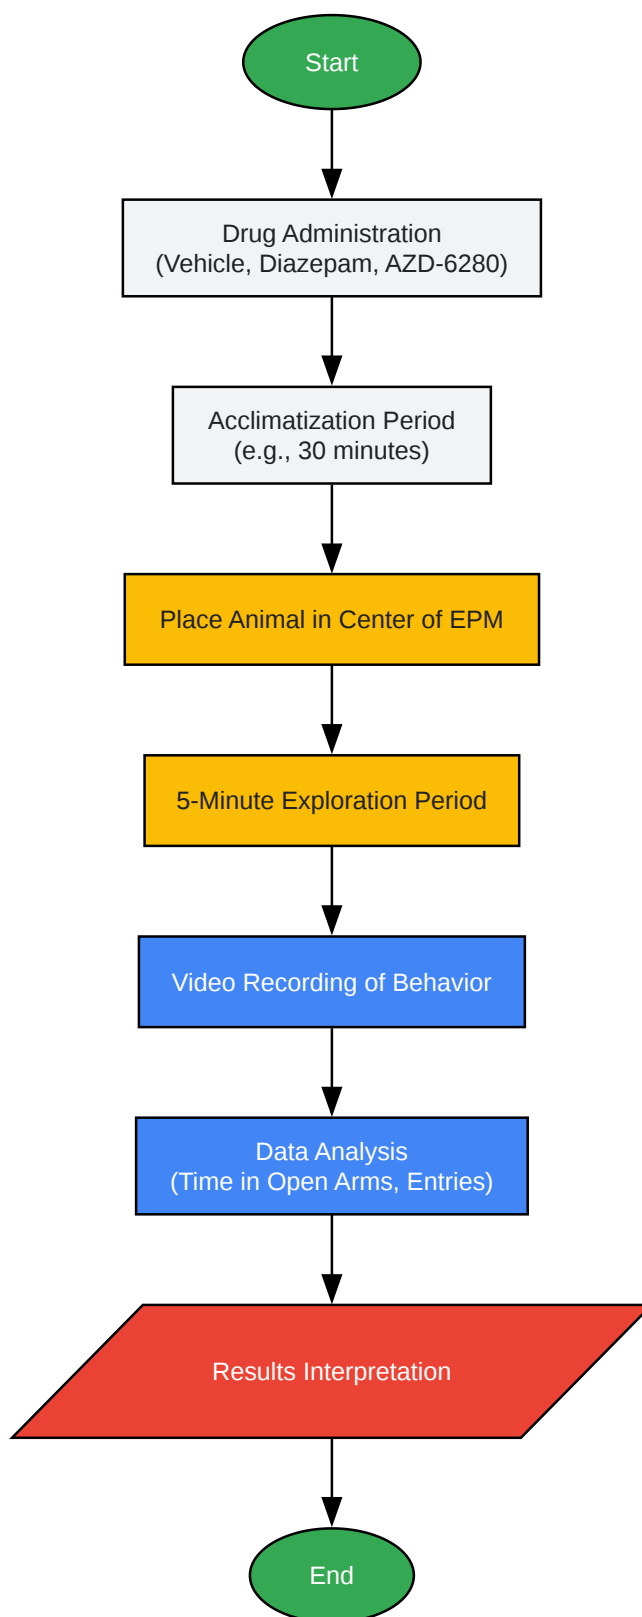 Start
Drug Administration
(Vehicle, Diazepam, AZD-6280)
Acclimatization Period
(e.g., 30 minutes)
Place Animal in Center of EPM
5-Minute Exploration Period
Video Recording of Behavior
Data Analysis
(Time in Open Arms, Entries)
Results Interpretation
End